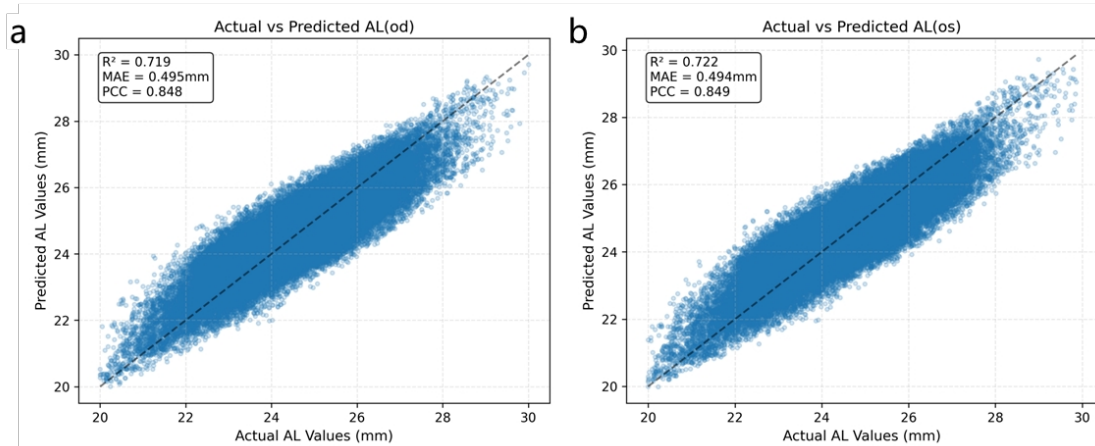 a
Actual vs Predicted AL(od)
R² = 0.719
MAE = 0.495mm
PCC = 0.848
Predicted AL Values (mm)
30
28
26
24
22
20
20 22 24 26 28 30
Actual AL Values (mm)
b
Actual vs Predicted AL(os)
R² = 0.722
MAE = 0.494mm
PCC = 0.849
Predicted AL Values (mm)
30
28
26
24
22
20
20 22 24 26 28 30
Actual AL Values (mm)